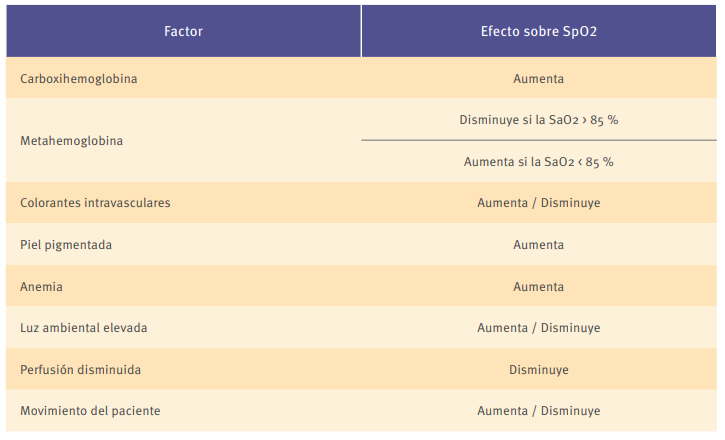 Factor Efecto sobre SpO2
Carboxihemoglobina Aumenta
Metahemoglobina
Disminuye si la SaO2 > 85 %
Aumenta si la SaO2 < 85 %
Colorantes intravasculares Aumenta / Disminuye
Piel pigmentada Aumenta
Anemia Aumenta
Luz ambiental elevada Aumenta / Disminuye
Perfusión disminuida Disminuye
Movimiento del paciente Aumenta / Disminuye